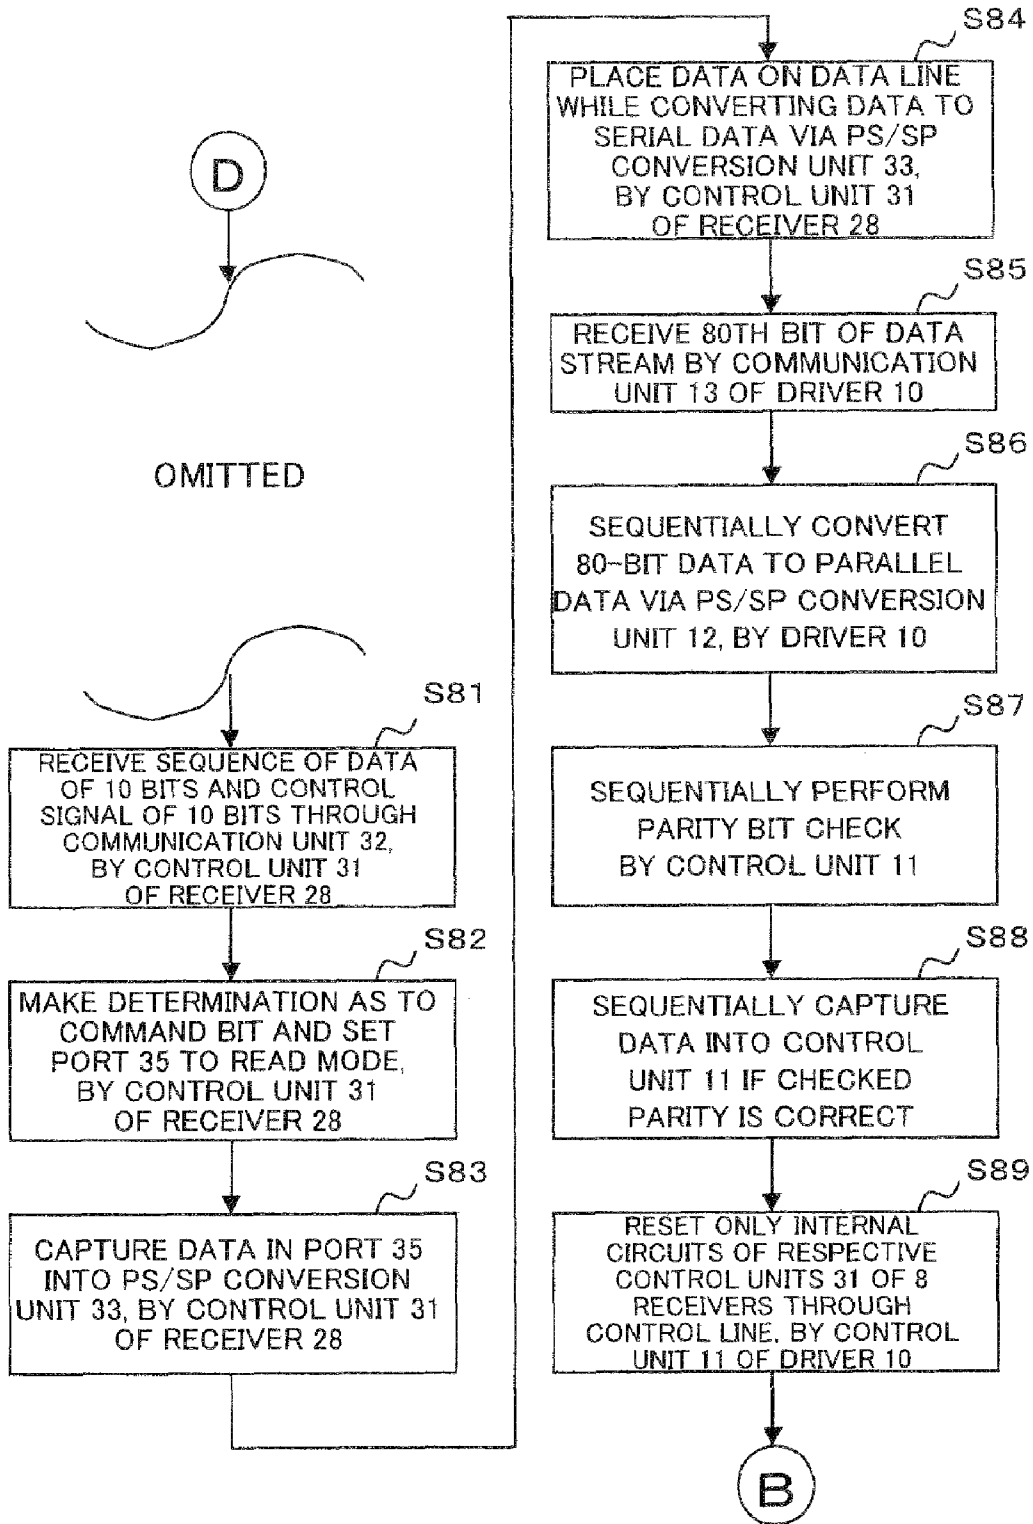 D
OMITTED
S81
RECEIVE SEQUENCE OF DATA
OF 10 BITS AND CONTROL
SIGNAL OF 10 BITS THROUGH
COMMUNICATION UNIT 32,
BY CONTROL UNIT 31
OF RECEIVER 28
S82
MAKE DETERMINATION AS TO
COMMAND BIT AND SET
PORT 35 TO READ MODE,
BY CONTROL UNIT 31
OF RECEIVER 28
S83
CAPTURE DATA IN PORT 35
INTO PS/SP CONVERSION
UNIT 33, BY CONTROL UNIT 31
OF RECEIVER 28
S84
PLACE DATA ON DATA LINE
WHILE CONVERTING DATA TO
SERIAL DATA VIA PS/SP
CONVERSION UNIT 33,
BY CONTROL UNIT 31
OF RECEIVER 28
S85
RECEIVE 80TH BIT OF DATA
STREAM BY COMMUNICATION
UNIT 13 OF DRIVER 10
S86
SEQUENTIALLY CONVERT
80-BIT DATA TO PARALLEL
DATA VIA PS/SP CONVERSION
UNIT 12, BY DRIVER 10
S87
SEQUENTIALLY PERFORM
PARITY BIT CHECK
BY CONTROL UNIT 11
S88
SEQUENTIALLY CAPTURE
DATA INTO CONTROL
UNIT 11 IF CHECKED
PARITY IS CORRECT
S89
RESET ONLY INTERNAL
CIRCUITS OF RESPECTIVE
CONTROL UNITS 31 OF 8
RECEIVERS THROUGH
CONTROL LINE, BY CONTROL
UNIT 11 OF DRIVER 10
B